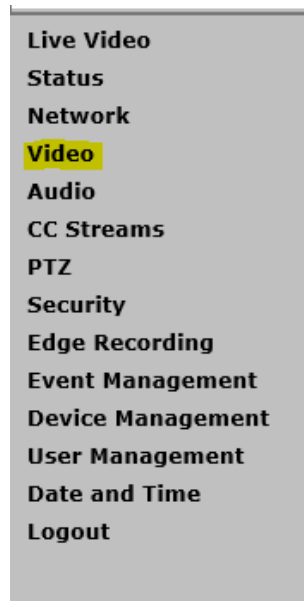 Live Video
Status
Network
Video
Audio
CC Streams
PTZ
Security
Edge Recording
Event Management
Device Management
User Management
Date and Time
Logout